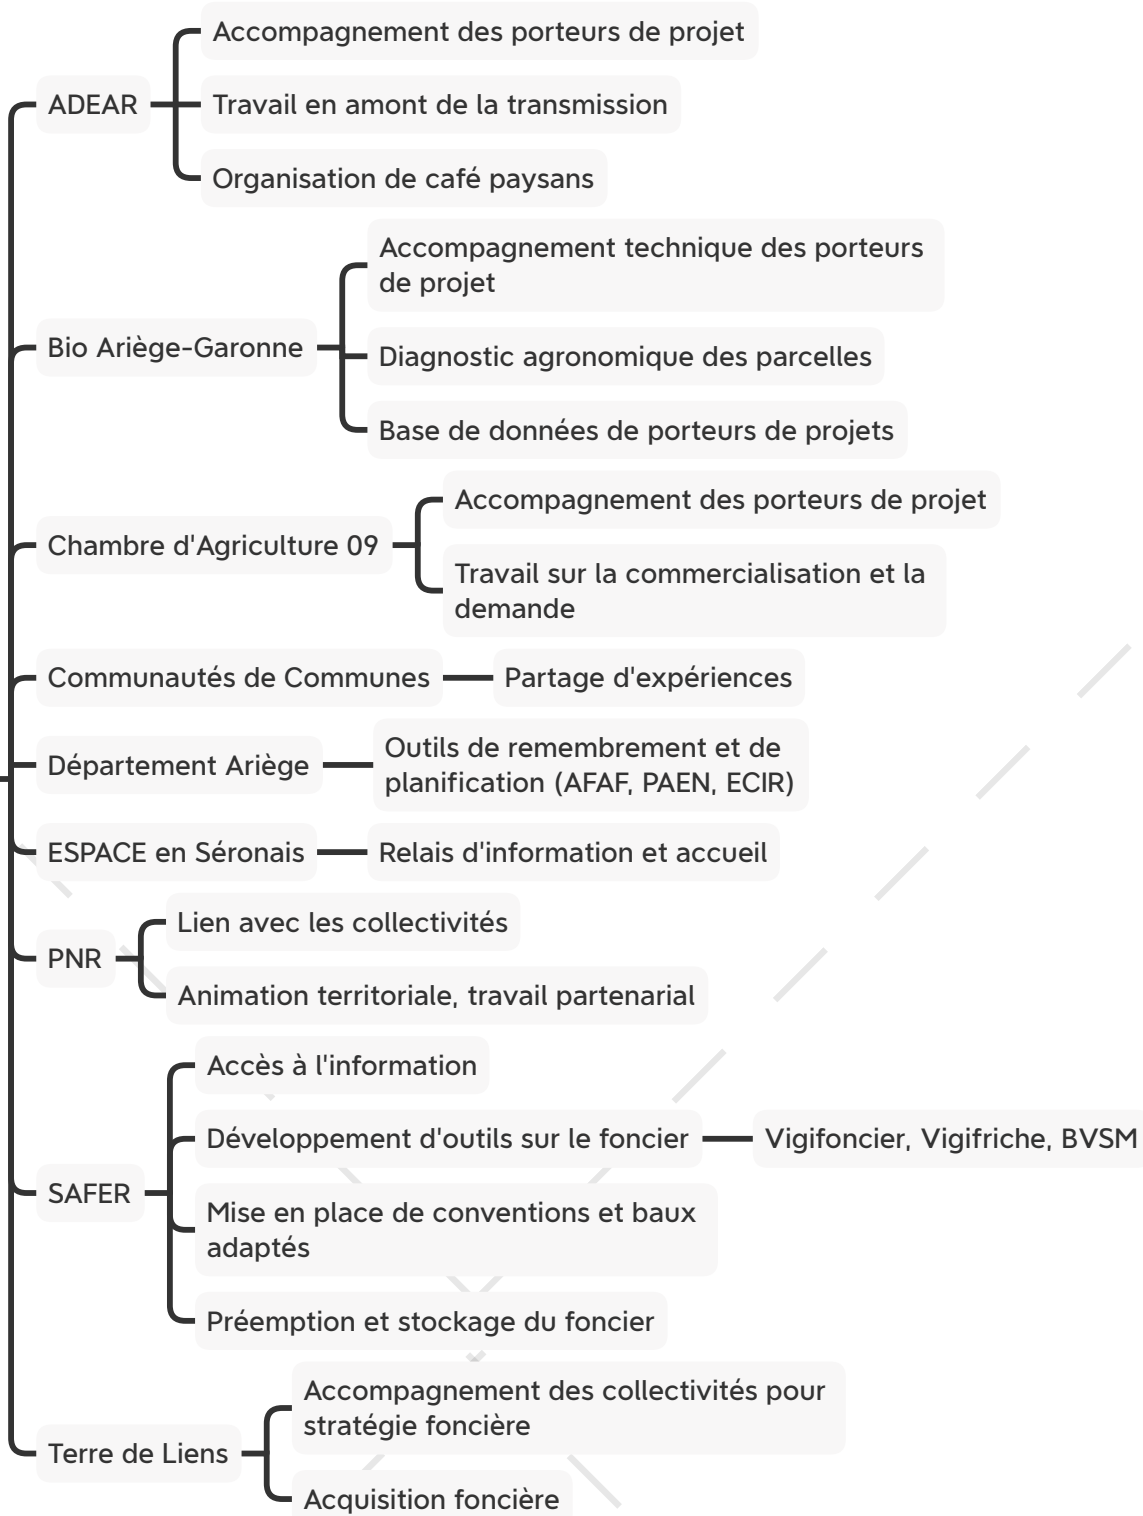 ADEAR
Accompagnement des porteurs de projet
Travail en amont de la transmission
Organisation de café paysans
Bio Ariège-Garonne
Accompagnement technique des porteurs
de projet
Diagnostic agronomique des parcelles
Base de données de porteurs de projets
Chambre d'Agriculture 09
Accompagnement des porteurs de projet
Travail sur la commercialisation et la
demande
Communautés de Communes
Partage d'expériences
Département Ariège
Outils de remembrement et de
planification (AFAF, PAEN, ECIR)
ESPACE en Séronais
Relais d'information et accueil
PNR
Lien avec les collectivités
Animation territoriale, travail partenarial
SAFER
Accès à l'information
Développement d'outils sur le foncier
Vigifoncier, Vigifriche, BVSM
Mise en place de conventions et baux
adaptés
Préemption et stockage du foncier
Terre de Liens
Accompagnement des collectivités pour
stratégie foncière
Acquisition foncière